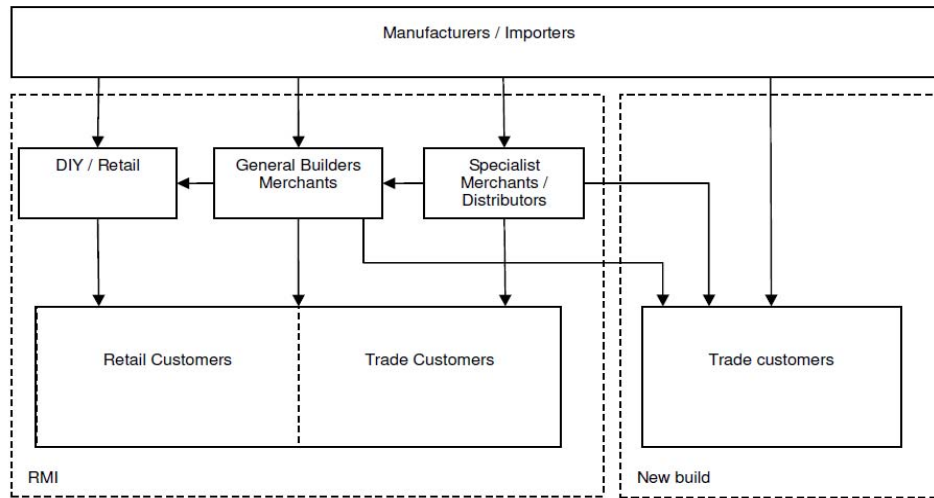 Manufacturers / Importers
DIY / Retail
General Builders
Merchants
Specialist
Merchants /
Distributors
Retail Customers
Trade Customers
Trade customers
RMI
New build